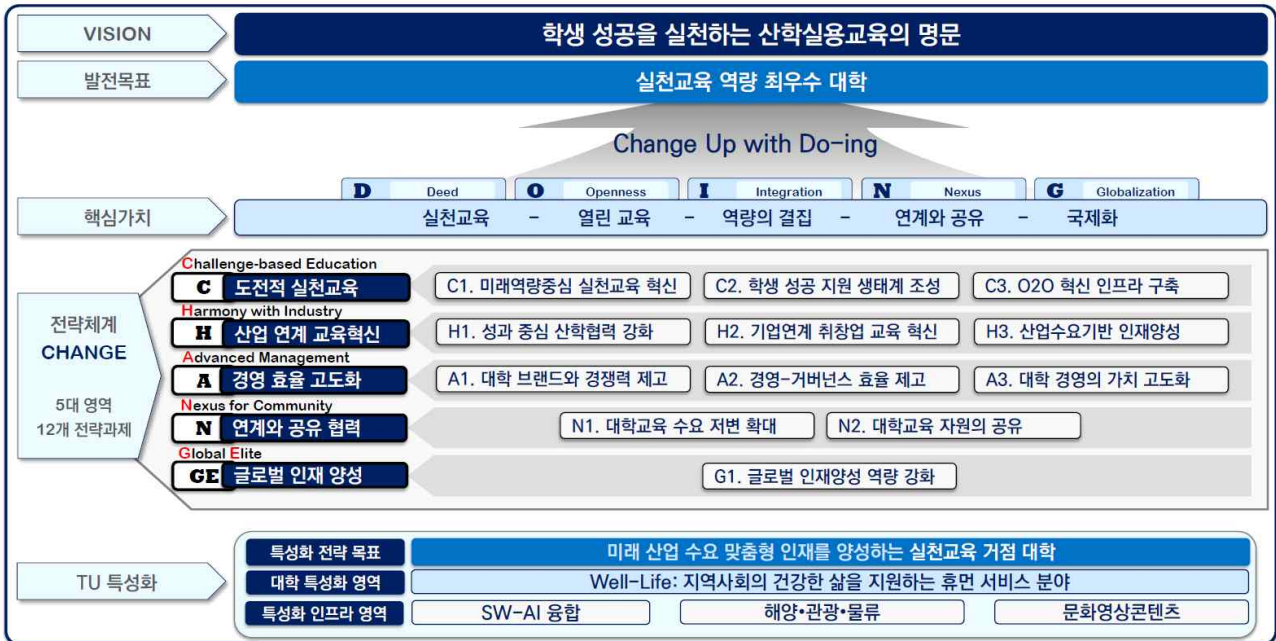 VISION
학생 성공을 실천하는 산학실용교육의 명문
발전목표
실천교육 역량 최우수 대학
Change Up with Do-ing
D Deed O Openness I Integration N Nexus G Globalization
핵심가치
실천교육 - 열린 교육 - 역량의 결집 - 연계와 공유 - 국제화
전략체계
CHANGE
5대 영역
12개 전략과제
Challenge-based Education
C 도전적 실천교육
C1. 미래역량중심 실천교육 혁신
C2. 학생 성공 지원 생태계 조성
C3. O2O 혁신 인프라 구축
Harmony with Industry
H 산업 연계 교육혁신
H1. 성과 중심 산학협력 강화
H2. 기업연계 취창업 교육 혁신
H3. 산업수요기반 인재양성
Advanced Management
A 경영 효율 고도화
A1. 대학 브랜드와 경쟁력 제고
A2. 경영-거버넌스 효율 제고
A3. 대학 경영의 가치 고도화
Nexus for Community
N 연계와 공유 협력
N1. 대학교육 수요 저변 확대
N2. 대학교육 자원의 공유
Global Elite
GE 글로벌 인재 양성
G1. 글로벌 인재양성 역량 강화
TU 특성화
특성화 전략 목표
미래 산업 수요 맞춤형 인재를 양성하는 실천교육 거점 대학
대학 특성화 영역
Well-Life: 지역사회의 건강한 삶을 지원하는 휴먼 서비스 분야
특성화 인프라 영역
SW-AI 융합
해양•관광•물류
문화영상콘텐츠